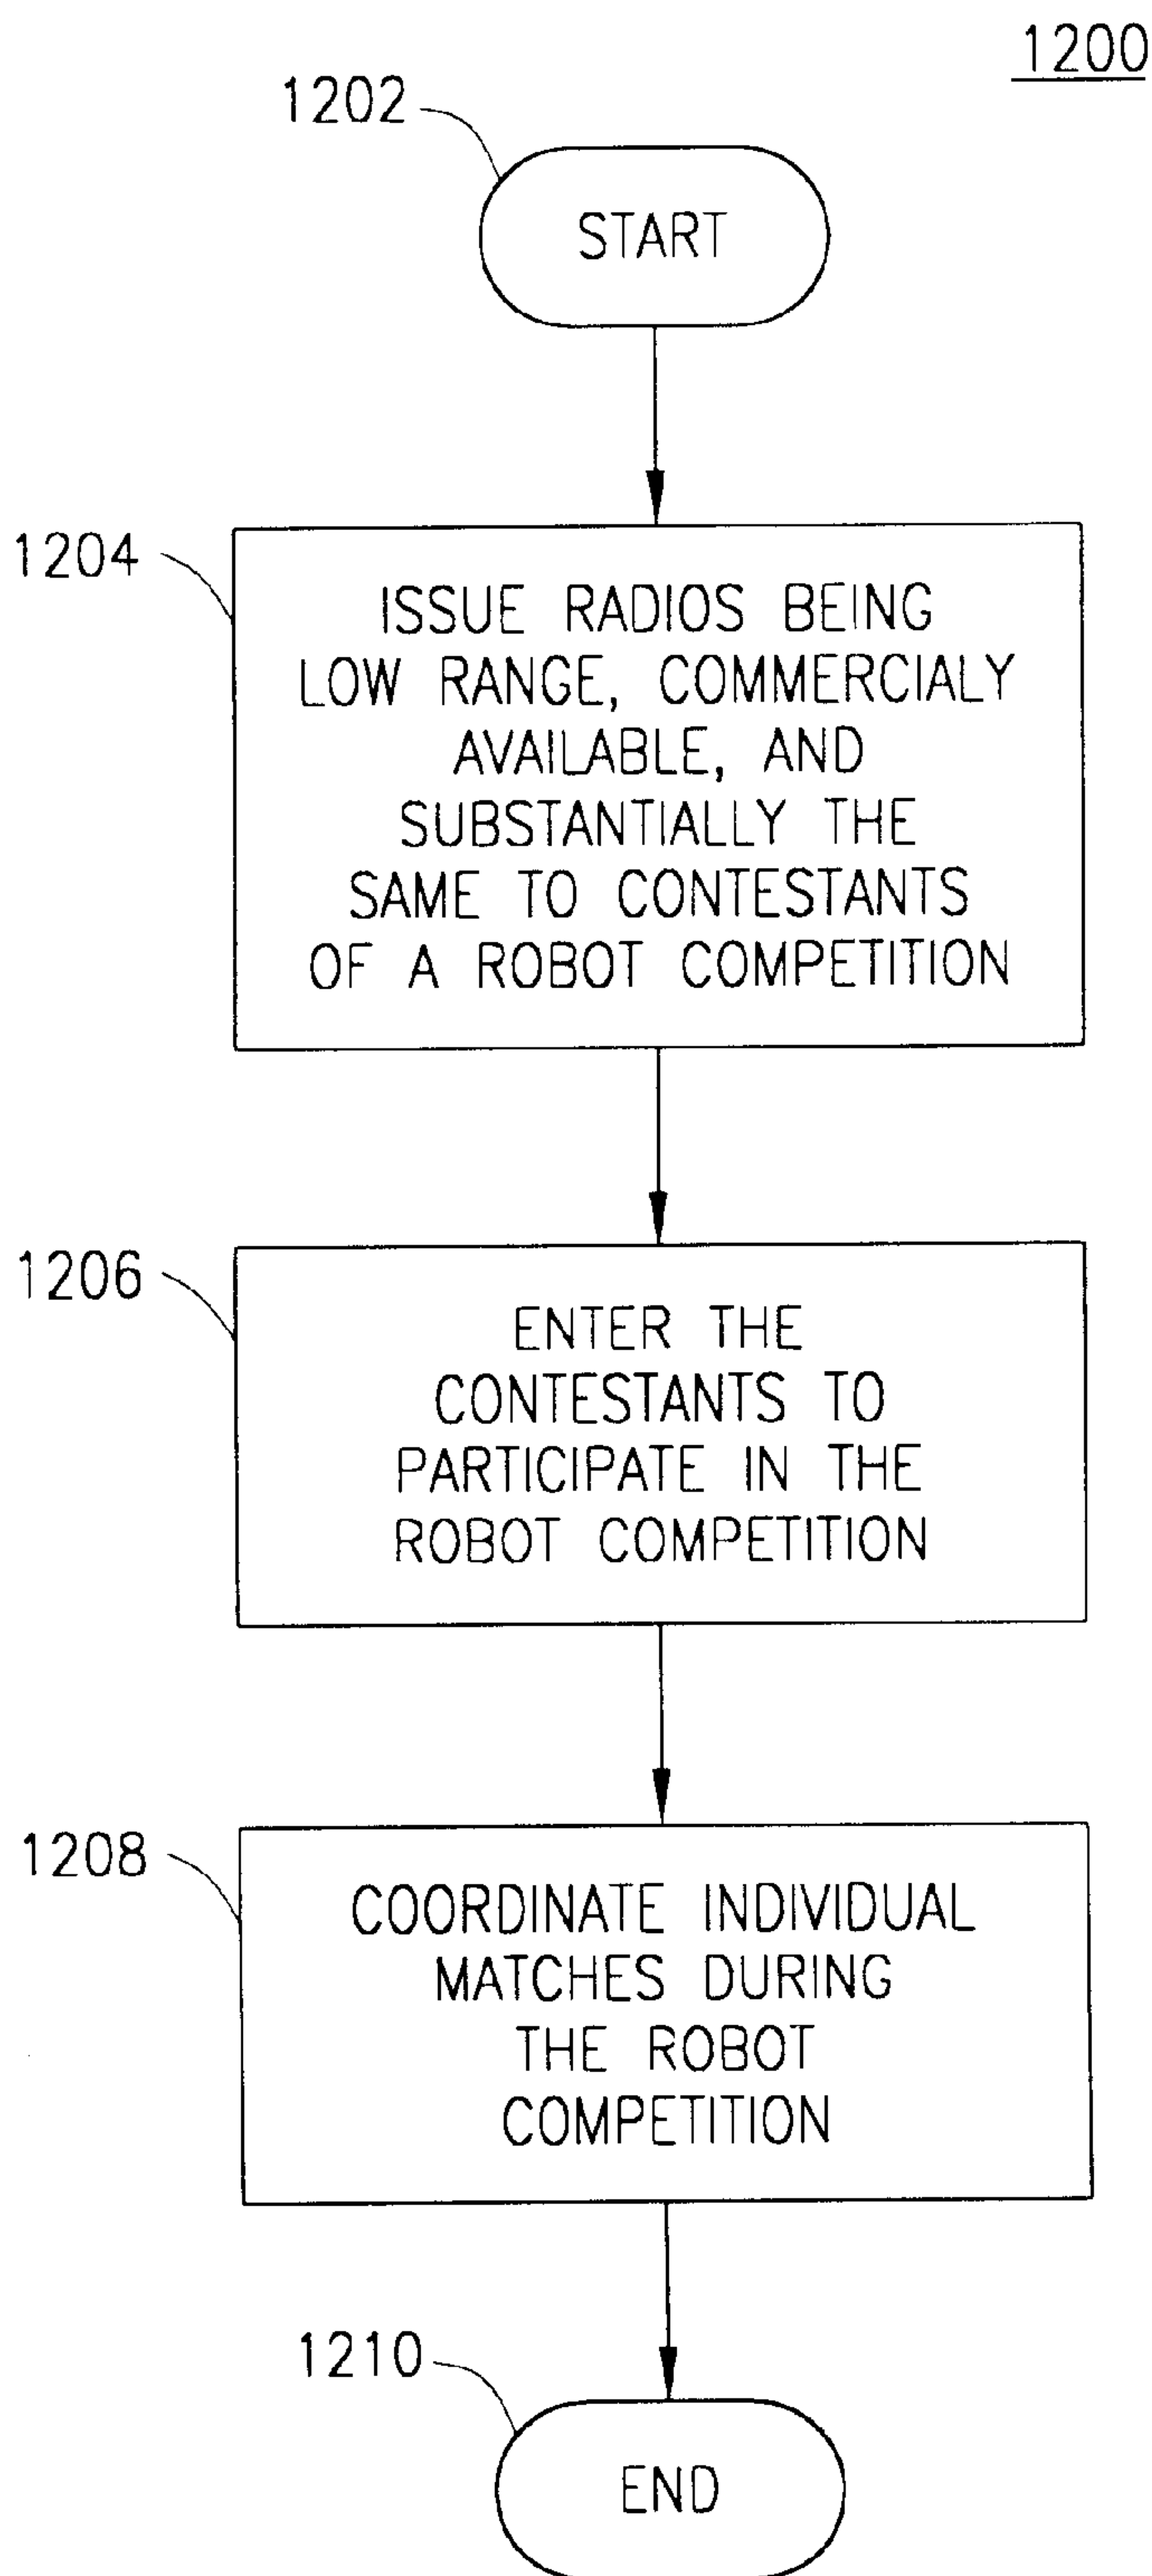 1200
1202
START
1204
ISSUE RADIOS BEING
LOW RANGE, COMMERCIALY
AVAILABLE, AND
SUBSTANTIALLY THE
SAME TO CONTESTANTS
OF A ROBOT COMPETITION
1206
ENTER THE
CONTESTANTS TO
PARTICIPATE IN THE
ROBOT COMPETITION
1208
COORDINATE INDIVIDUAL
MATCHES DURING
THE ROBOT
COMPETITION
1210
END